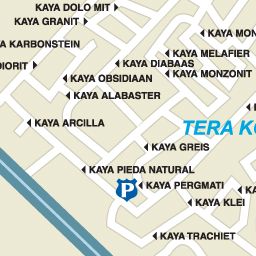 KAYA DOLO MIT
KAYA GRANIT
KAYA MON
KAYA KARBONSTEIN
KAYA MELAFIER
DIORIT
KAYA DIABAAS
KAYA MONZONIT
KAYA OBSIDIAAN
KAYA ALABASTER
KAYA ARCILLA
TERA KO
KAYA GREIS
KAYA PIEDA NATURAL
P
KAYA PERGMATI
KAYA KLEI
KAYA TRACHIET